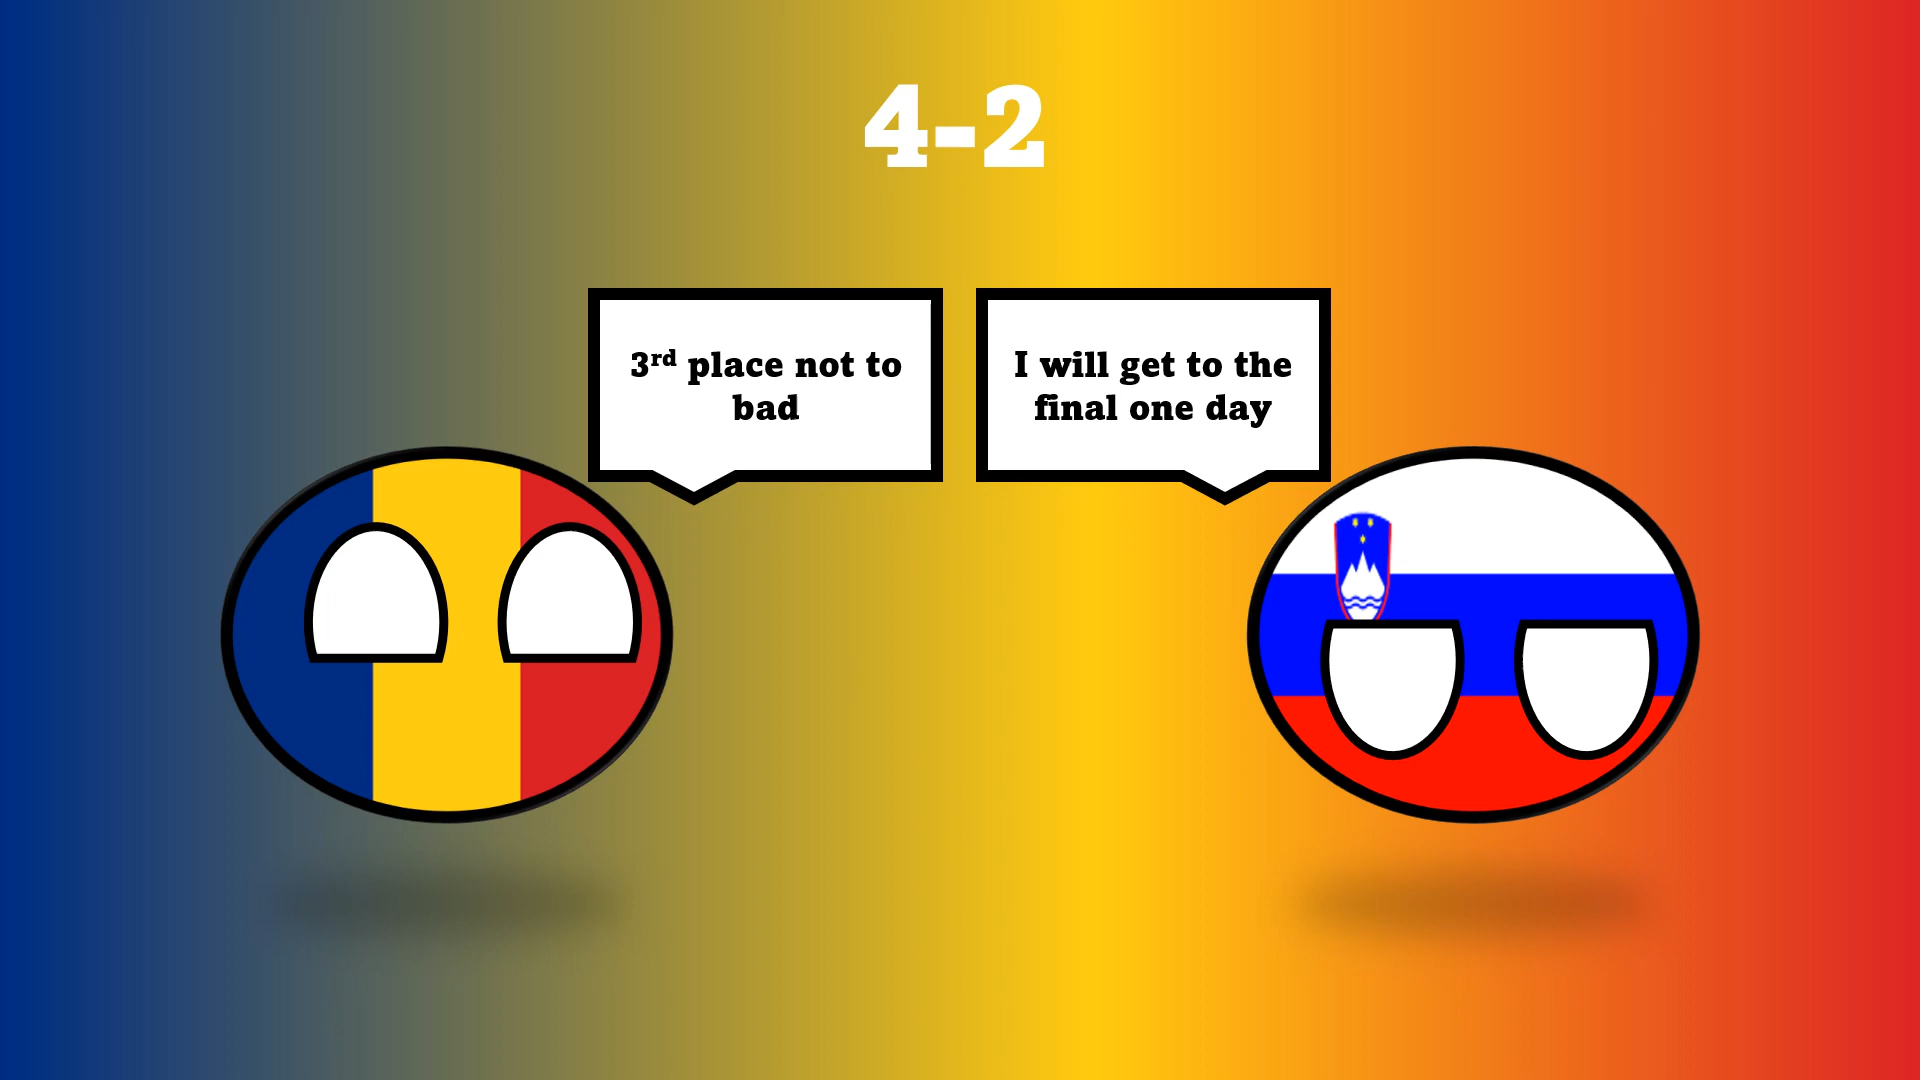 4-2
3rd place not to
bad
I will get to the
final one day